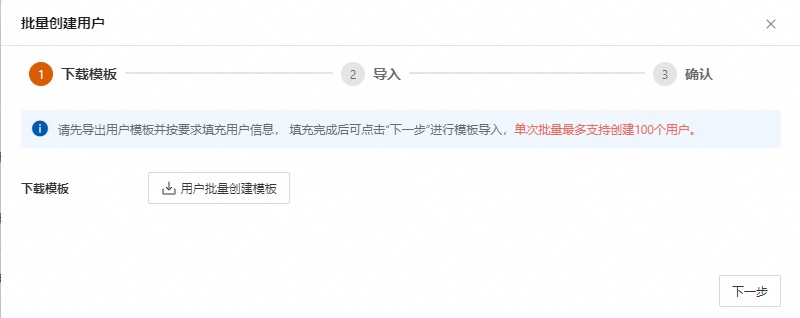 批量创建用户
1 下载模板 2 导入 3 确认
请先导出用户模板并按要求填充用户信息， 填充完成后可点击“下一步”进行模板导入，单次批量最多支持创建100个用户。
下载模板 用户批量创建模板
下一步